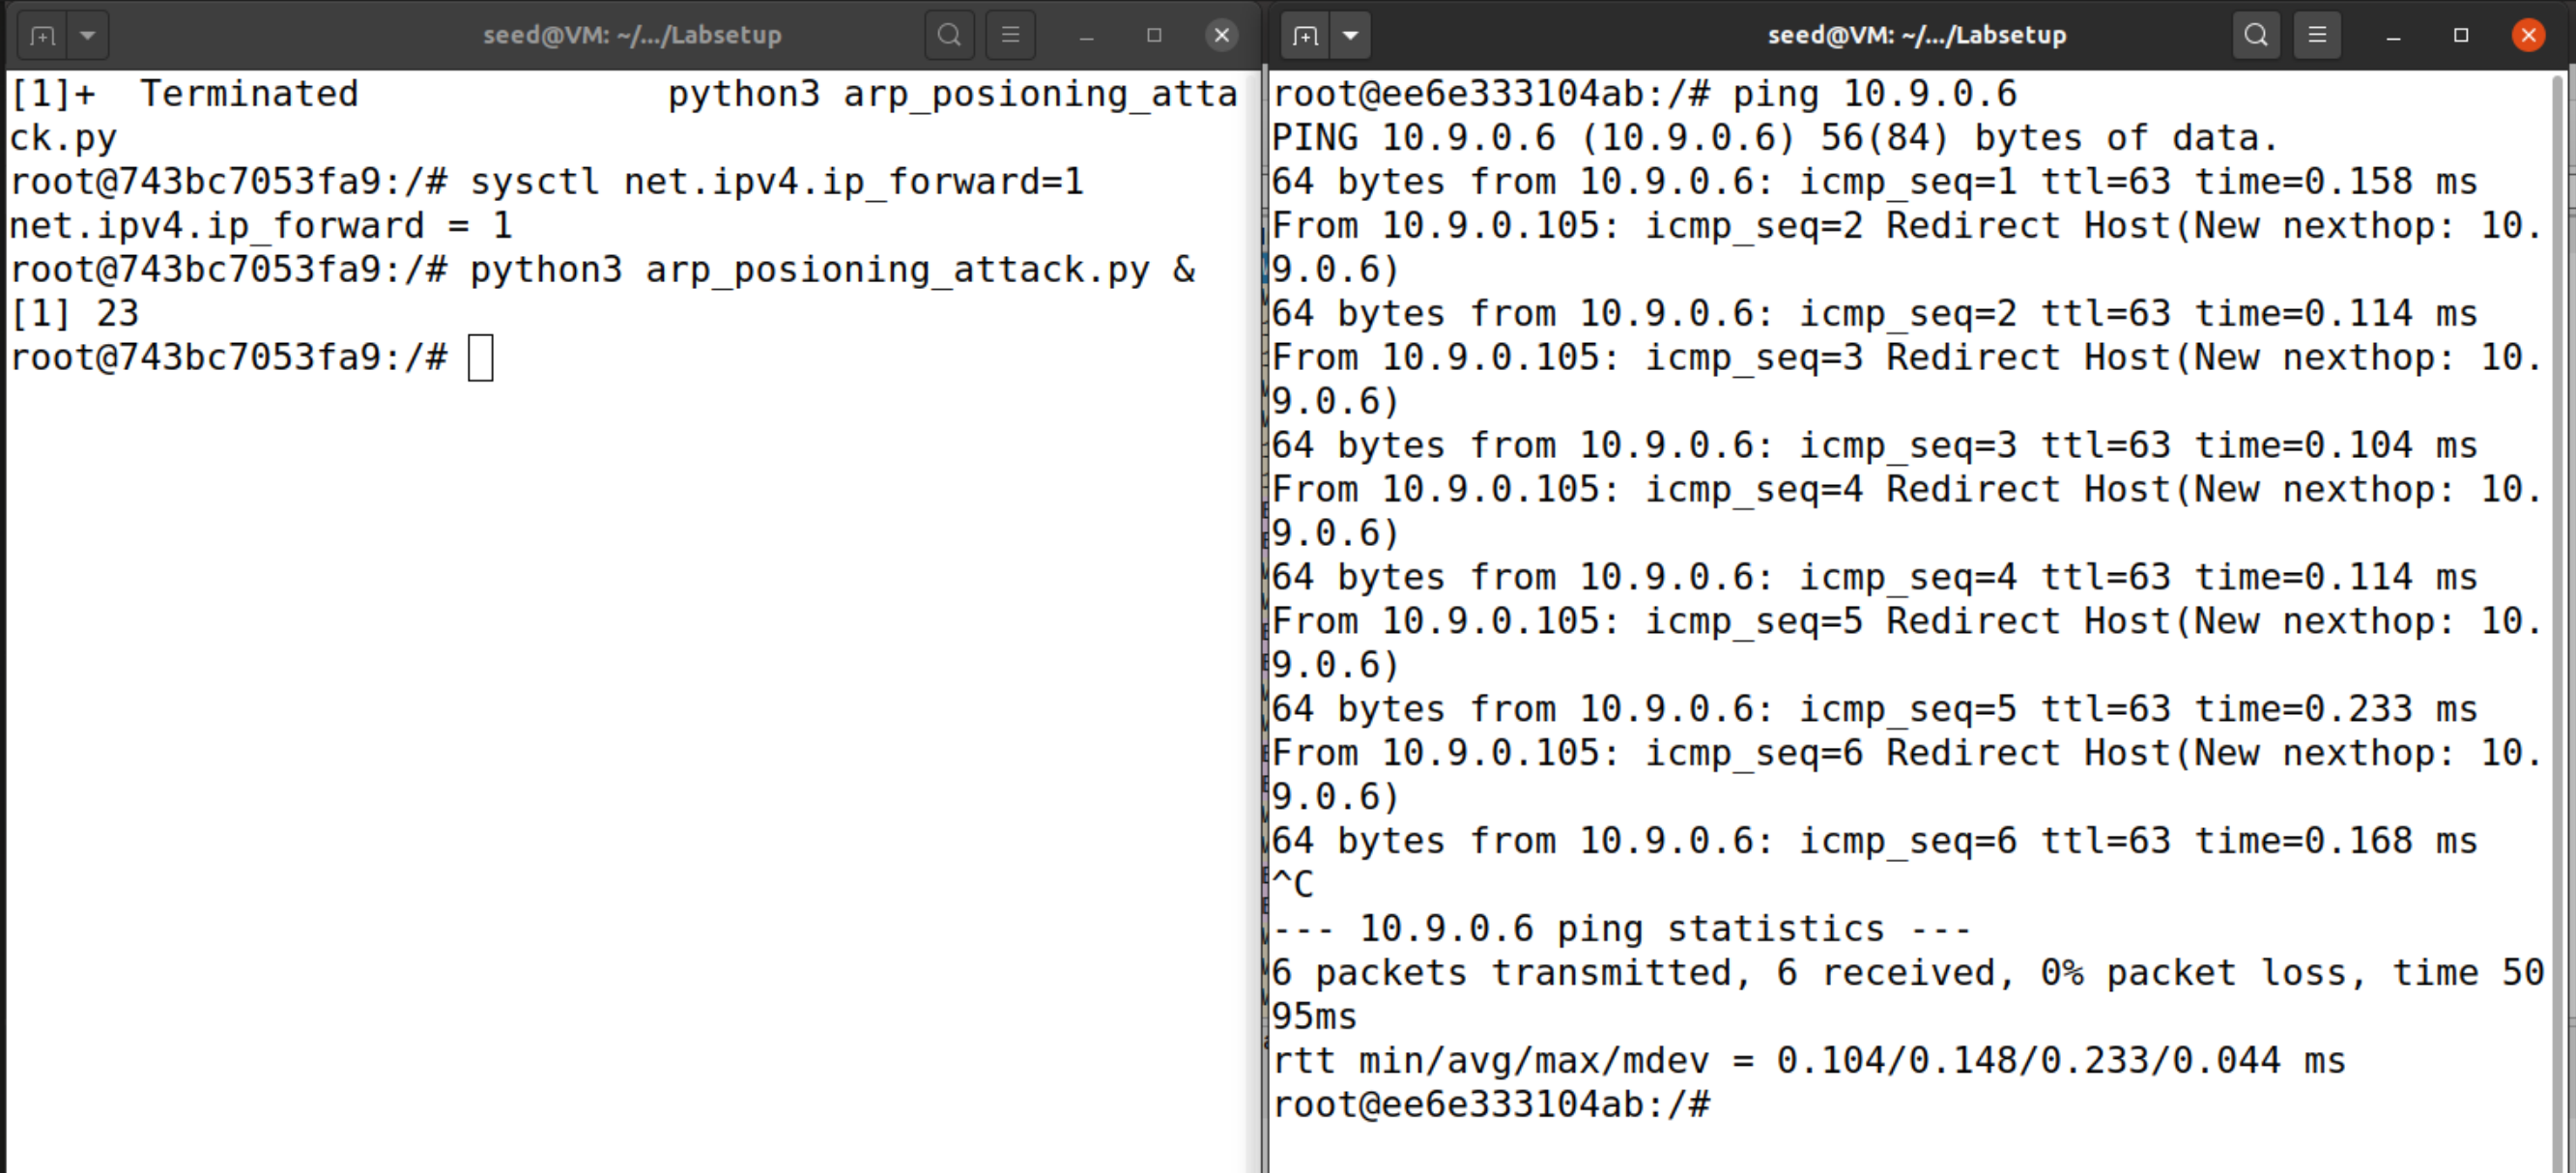 seed@VM: ~/.../Labsetup
[1]+  Terminated              python3 arp_posioning_atta
ck.py
root@743bc7053fa9:/# sysctl net.ipv4.ip_forward=1
net.ipv4.ip_forward = 1
root@743bc7053fa9:/# python3 arp_posioning_attack.py &
[1] 23
root@743bc7053fa9:/#
seed@VM: ~/.../Labsetup
root@ee6e333104ab:/# ping 10.9.0.6
PING 10.9.0.6 (10.9.0.6) 56(84) bytes of data.
64 bytes from 10.9.0.6: icmp_seq=1 ttl=63 time=0.158 ms
From 10.9.0.105: icmp_seq=2 Redirect Host(New nexthop: 10.
9.0.6)
64 bytes from 10.9.0.6: icmp_seq=2 ttl=63 time=0.114 ms
From 10.9.0.105: icmp_seq=3 Redirect Host(New nexthop: 10.
9.0.6)
64 bytes from 10.9.0.6: icmp_seq=3 ttl=63 time=0.104 ms
From 10.9.0.105: icmp_seq=4 Redirect Host(New nexthop: 10.
9.0.6)
64 bytes from 10.9.0.6: icmp_seq=4 ttl=63 time=0.114 ms
From 10.9.0.105: icmp_seq=5 Redirect Host(New nexthop: 10.
9.0.6)
64 bytes from 10.9.0.6: icmp_seq=5 ttl=63 time=0.233 ms
From 10.9.0.105: icmp_seq=6 Redirect Host(New nexthop: 10.
9.0.6)
64 bytes from 10.9.0.6: icmp_seq=6 ttl=63 time=0.168 ms
^C
--- 10.9.0.6 ping statistics ---
6 packets transmitted, 6 received, 0% packet loss, time 50
95ms
rtt min/avg/max/mdev = 0.104/0.148/0.233/0.044 ms
root@ee6e333104ab:/#